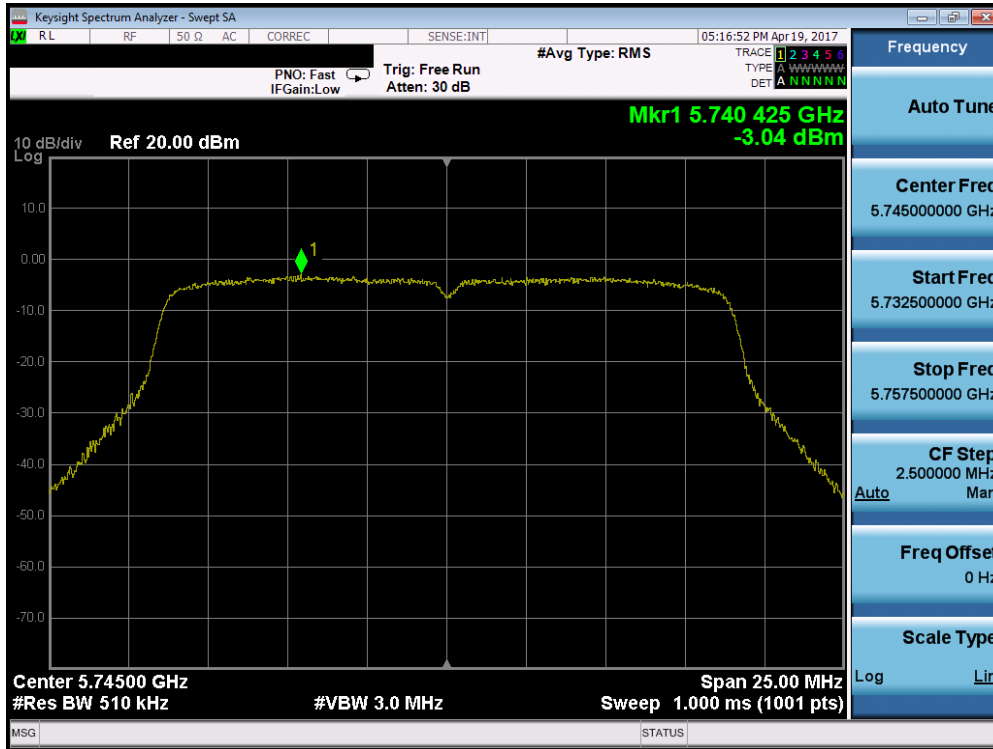 Keysight Spectrum Analyzer - Swept SA
LXI RL RF 50 Ω AC CORREC SENSE:INT 05:16:52 PM Apr 19, 2017
#Avg Type: RMS
TRACE 1 2 3 4 5 6
PNO: Fast Trig: Free Run
TYPE A WWWWW
IFGain:Low Atten: 30 dB
DET A N N N N N
Mkr1 5.740 425 GHz
-3.04 dBm
10 dB/div Ref 20.00 dBm
Log
10.0
1
0.00
-10.0
-20.0
-30.0
-40.0
-50.0
-60.0
-70.0
Center 5.74500 GHz Span 25.00 MHz
#Res BW 510 kHz #VBW 3.0 MHz Sweep 1.000 ms (1001 pts)
MSG STATUS
Frequency
Auto Tune
Center Freq
5.745000000 GHz
Start Freq
5.732500000 GHz
Stop Freq
5.757500000 GHz
CF Step
2.500000 MHz
Auto Man
Freq Offset
0 Hz
Scale Type
Log Lin